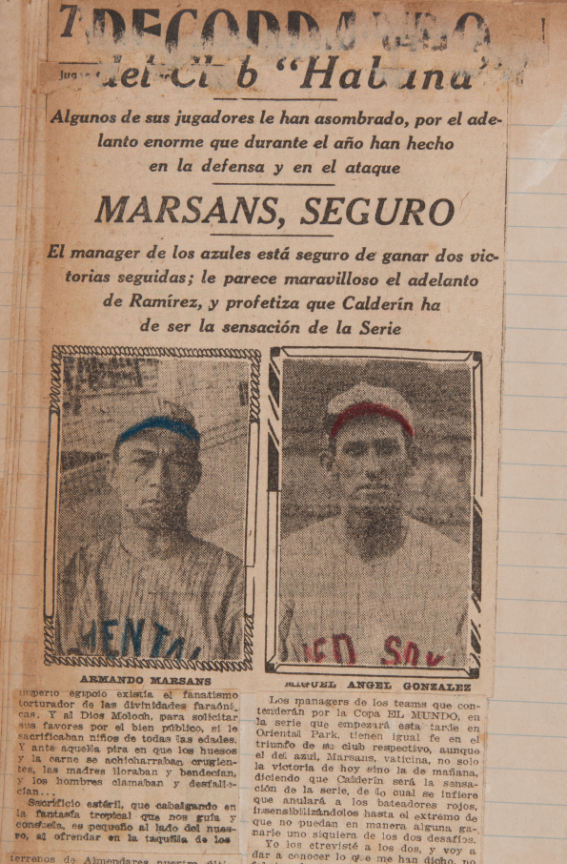 7
RECORDANDO
del Club "Habana"
Algunos de sus jugadores le han asombrado, por el ade-
lanto enorme que durante el año han hecho
en la defensa y en el ataque
MARSANS, SEGURO
El manager de los azules está seguro de ganar dos vic-
torias seguidas; le parece maravilloso el adelanto
de Ramírez, y profetiza que Calderín ha
de ser la sensación de la Serie
MENTA
RED SOX
ARMANDO MARSANS
MIGUEL ANGEL GONZALEZ
imperio egipcio existía el fanatismo
torturador de las divinidades faraóni-
cas. Y al Dios Moloch, para solicitar
sus favores por el bien público, si le
sacrificaban niños de todas las edades.
Y ante aquella pira en que los huesos
y la carne se achicharraban crugien-
tes, las madres lloraban y bendecían,
y los hombres clamaban y desfalle-
cían...
Sacrificio estéril, que cabalgando en
la fantasía tropical que nos guía y
consuela, es pequeño al lado del nues-
ro, al ofrendar en la taquilla de los
terrenos de Almendares
Los managers de los teams que con-
tenderán por la Copa EL MUNDO, en
la serie que empezará esta tarde en
Oriental Park, tienen igual fe en el
triunfo de su club respectivo, aunque
el del azul, Marsans, vaticina, no solo
la victoria de hoy sino la de mañana,
diciendo que Calderín será la sensa-
ción de la serie, de lo cual se infiere
que anulará a los bateadores rojos,
insensibilizándolos hasta el extremo de
que no puedan en manera alguna ga-
narle uno siquiera de los dos desafíos.
Yo los etrevisté a los dos, y voy a
dar a conocer lo que me han dicho, no